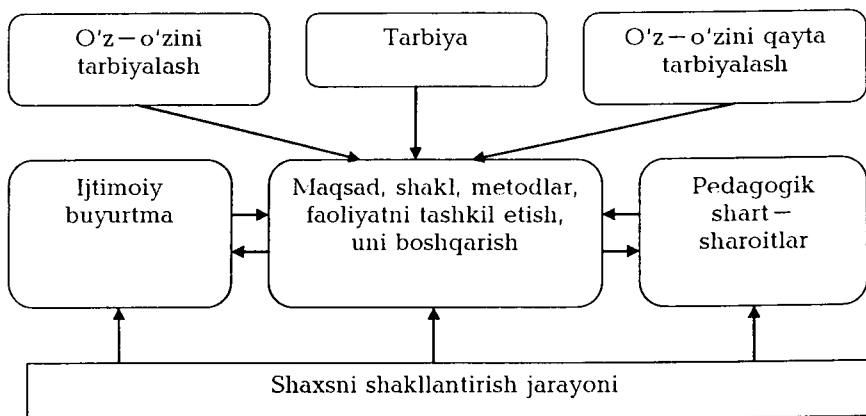 O‘z—o‘zini
tarbiyalash
Tarbiya
O‘z—o‘zini qayta
tarbiyalash
Ijtimoiy
buyurtma
Maqsad, shakl, metodlar,
faoliyatni tashkil etish,
uni boshqarish
Pedagogik
shart—
sharoitlar
Shaxsni shakllantirish jarayoni